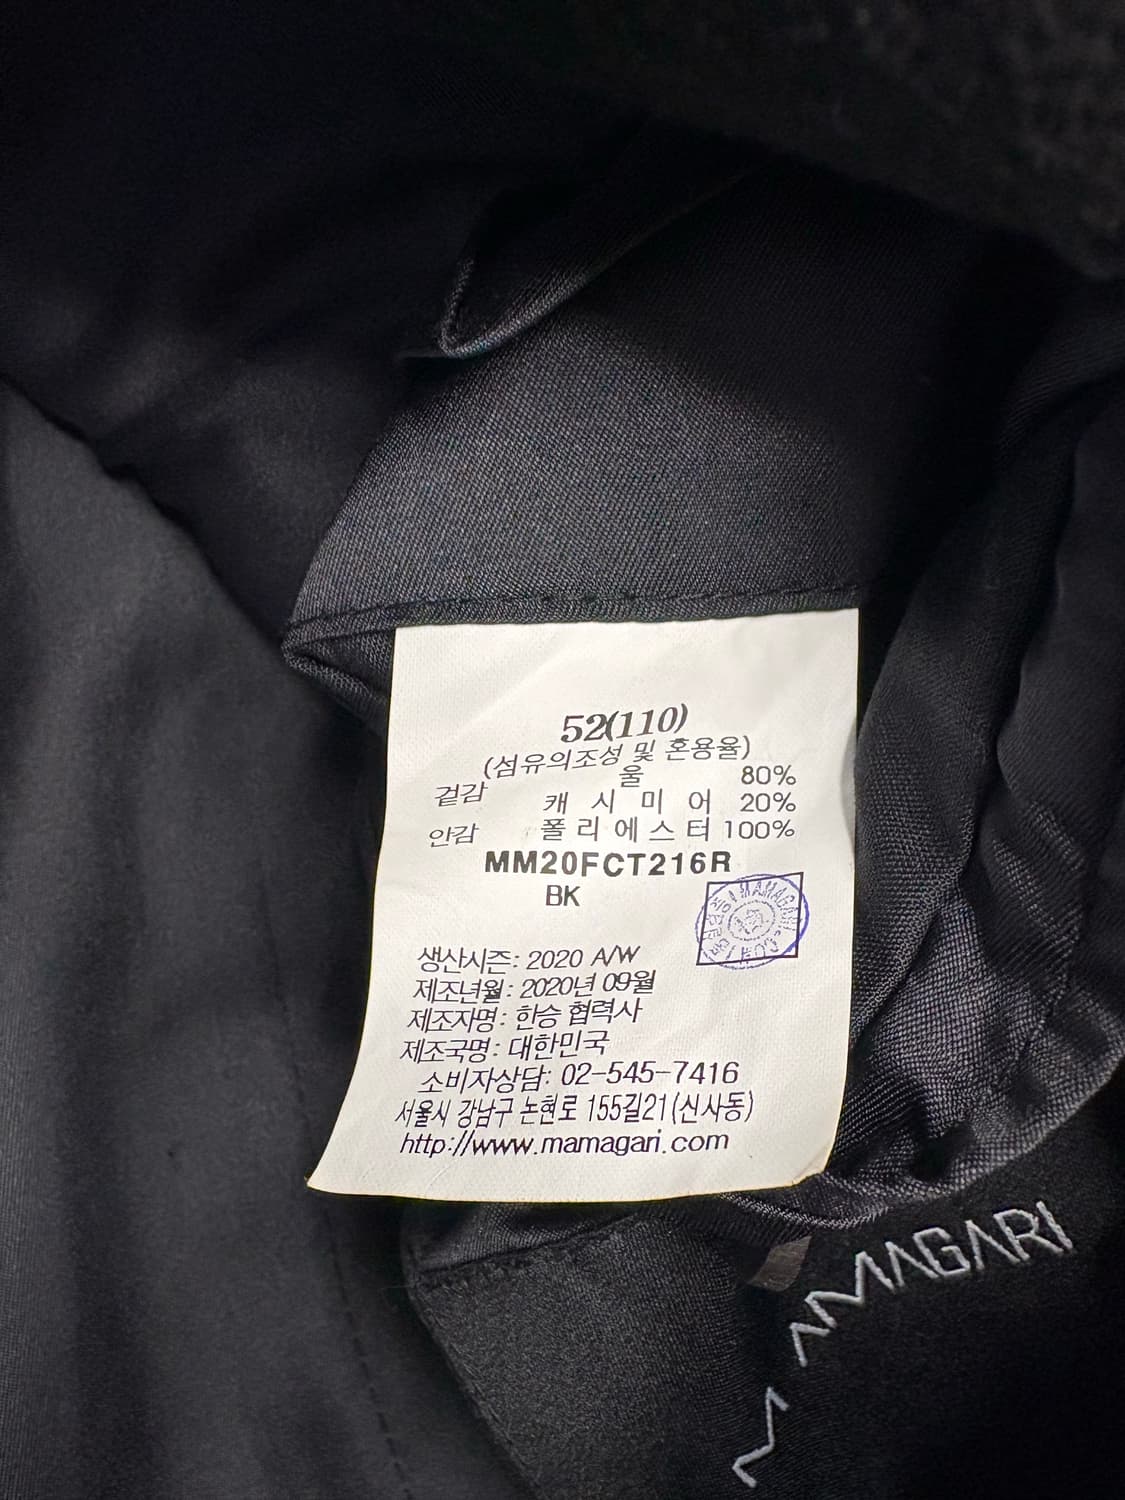 52(110)
(섬유의조성 및 혼용율)
겉감 울 80%
캐 시 미 어 20%
안감 폴 리 에 스 터 100%
MM20FCT216R
BK
MAMAGARI.COM
생산시즌: 2020 A/W
제조년월: 2020년 09월
제조자명: 한승 협력사
제조국명: 대한민국
소비자상담: 02-545-7416
서울시 강남구 논현로 155길21(신사동)
http://www.mamagari.com
MAMAGARI